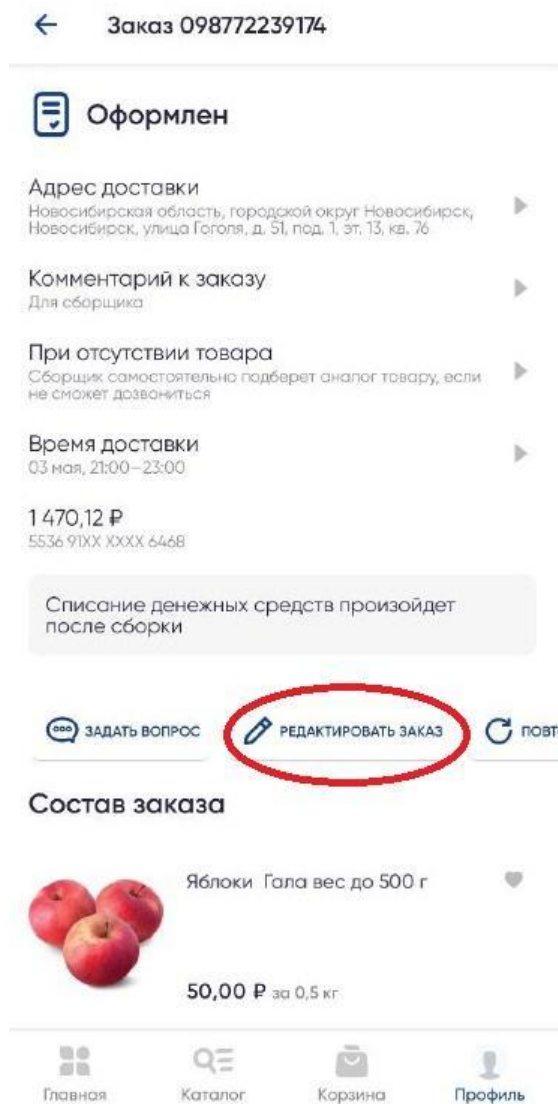 Заказ 098772239174
Оформлен
Адрес доставки
Новосибирская область, городской округ Новосибирск,
Новосибирск, улица Гоголя, д. 51, под. 1, эт. 13, кв. 76
Комментарий к заказу
Для сборщика
При отсутствии товара
Сборщик самостоятельно подберет аналог товару, если
не сможет дозвониться
Время доставки
03 мая, 21:00–23:00
1 470,12 ₽
5536 91XX XXXX 6468
Списание денежных средств произойдет
после сборки
ЗАДАТЬ ВОПРОС
РЕДАКТИРОВАТЬ ЗАКАЗ
ПОВТ
Состав заказа
Яблоки Гала вес до 500 г
50,00 ₽ за 0,5 кг
Главная
Каталог
Корзина
Профиль